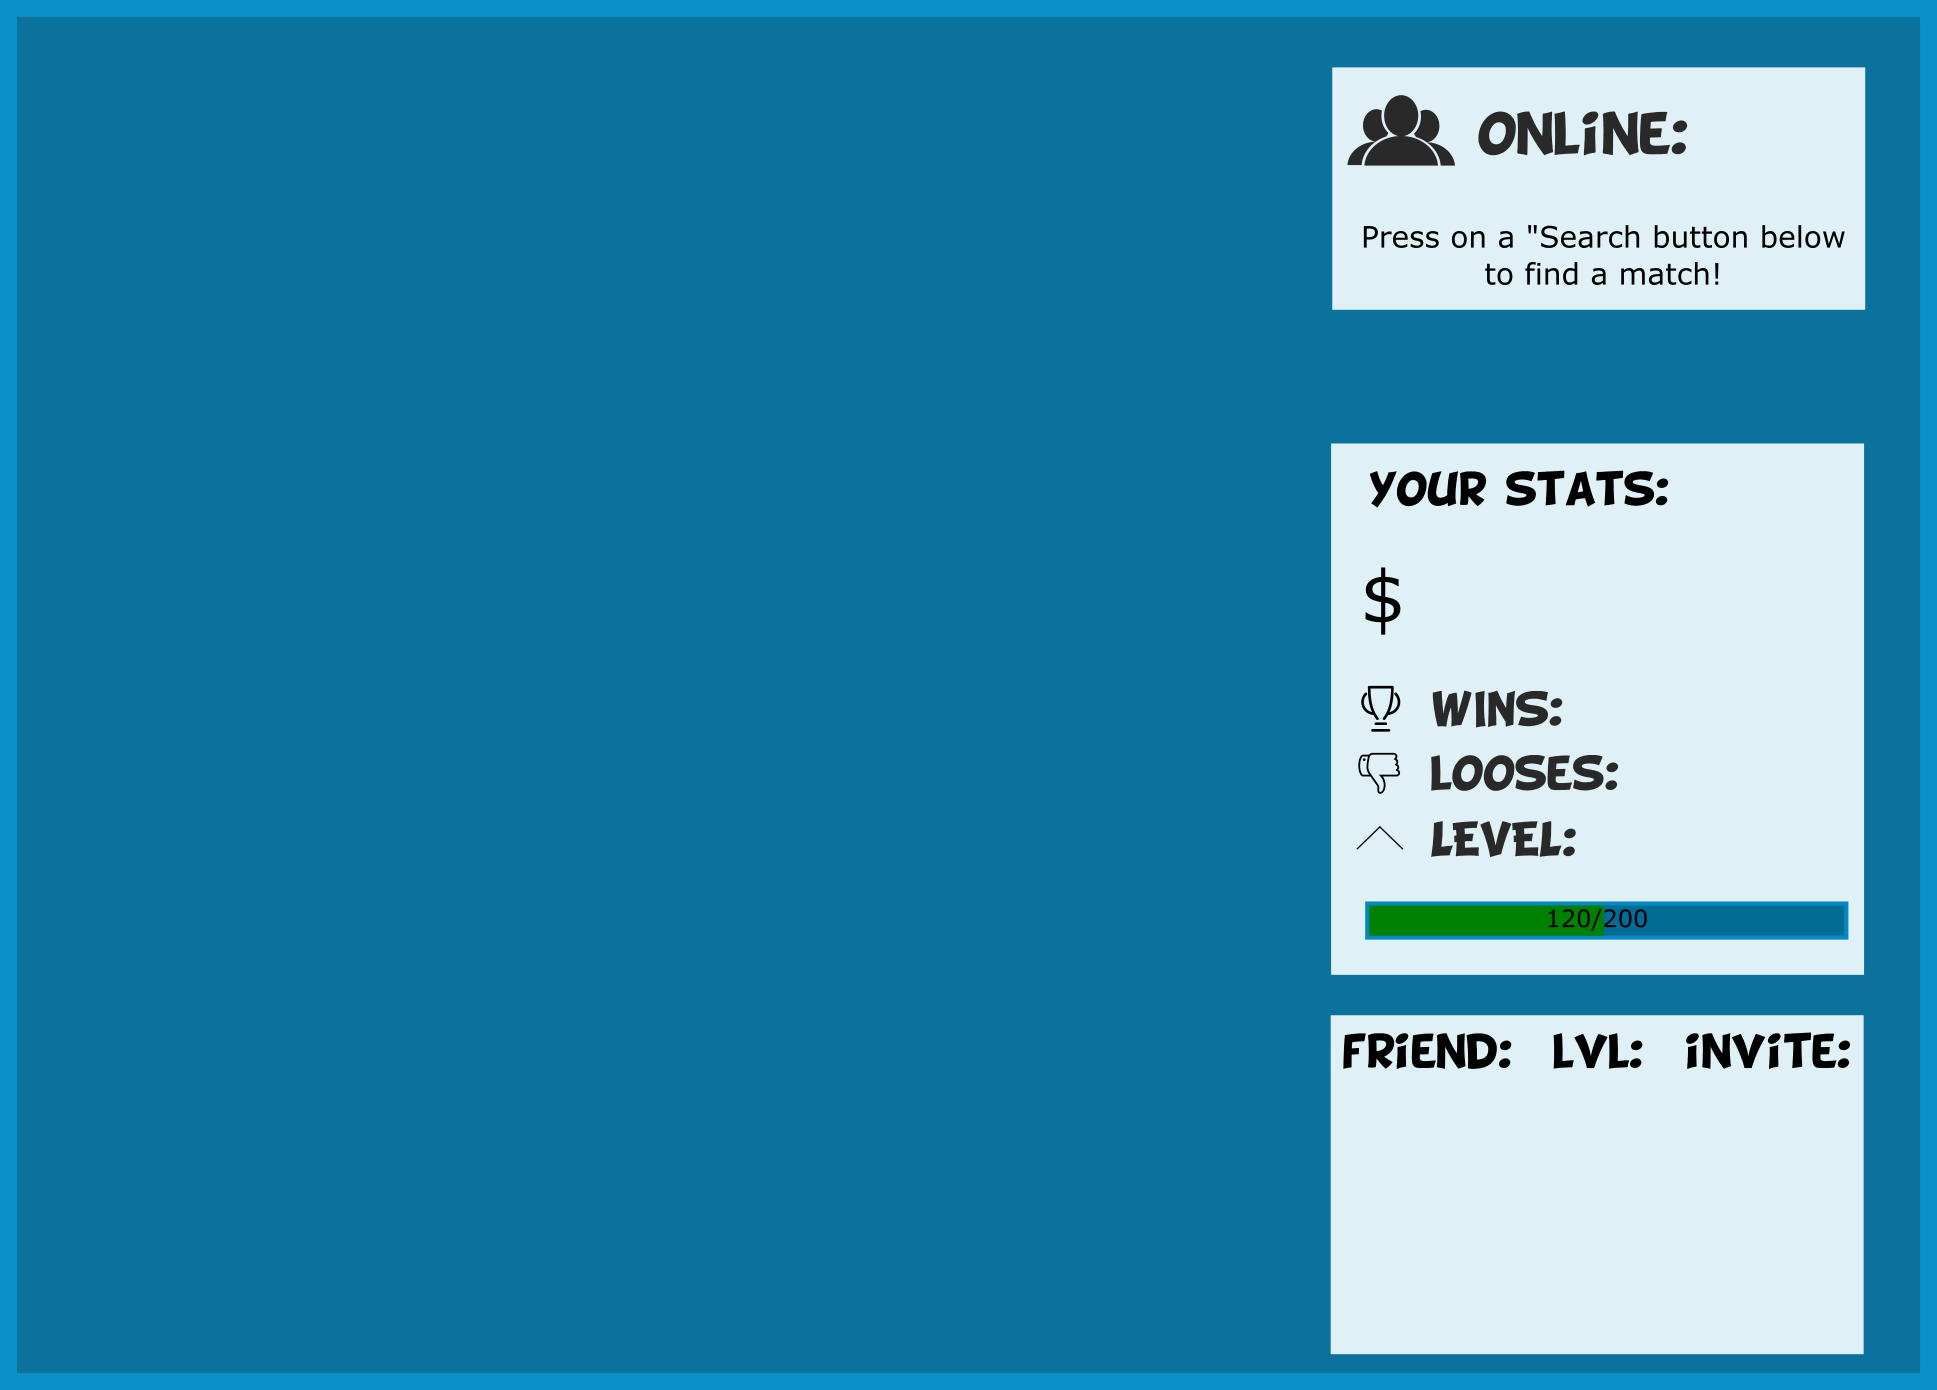 ONLiNE:
Press on a "Search button below
to find a match!
YOUR STATS:
$
WINS:
LOOSES:
LEVEL:
120/200
FRiEND: LVL: iNViTE: